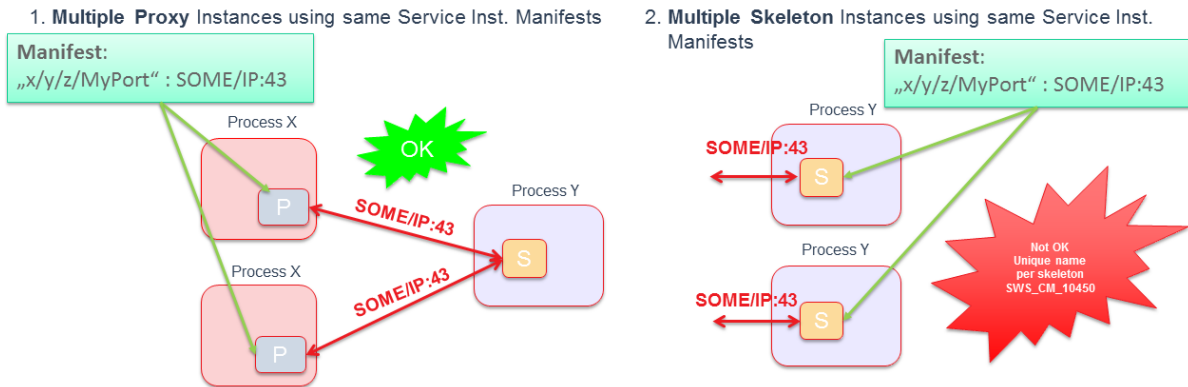 1. Multiple Proxy Instances using same Service Inst. Manifests
Manifest:
„x/y/z/MyPort“ : SOME/IP:43
Process X
P
OK
Process Y
SOME/IP:43
S
Process X
SOME/IP:43
P
2. Multiple Skeleton Instances using same Service Inst.
Manifests
Manifest:
„x/y/z/MyPort“ : SOME/IP:43
Process Y
SOME/IP:43
S
Process Y
SOME/IP:43
S
Not OK
Unique name
per skeleton
SWS_CM_10450